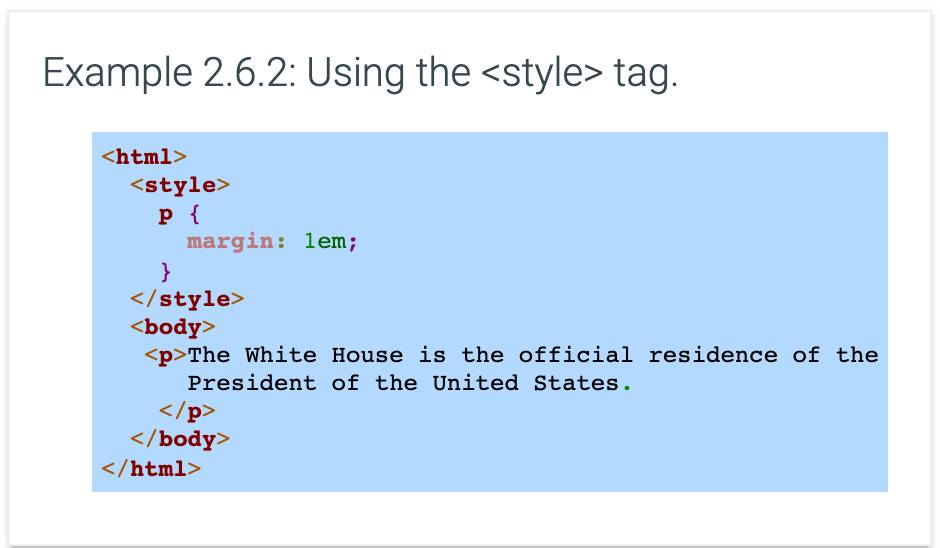 Example 2.6.2: Using the <style> tag.
<html>
  <style>
    p {
      margin: 1em;
    }
  </style>
  <body>
   <p>The White House is the official residence of the
      President of the United States.
    </p>
  </body>
</html>